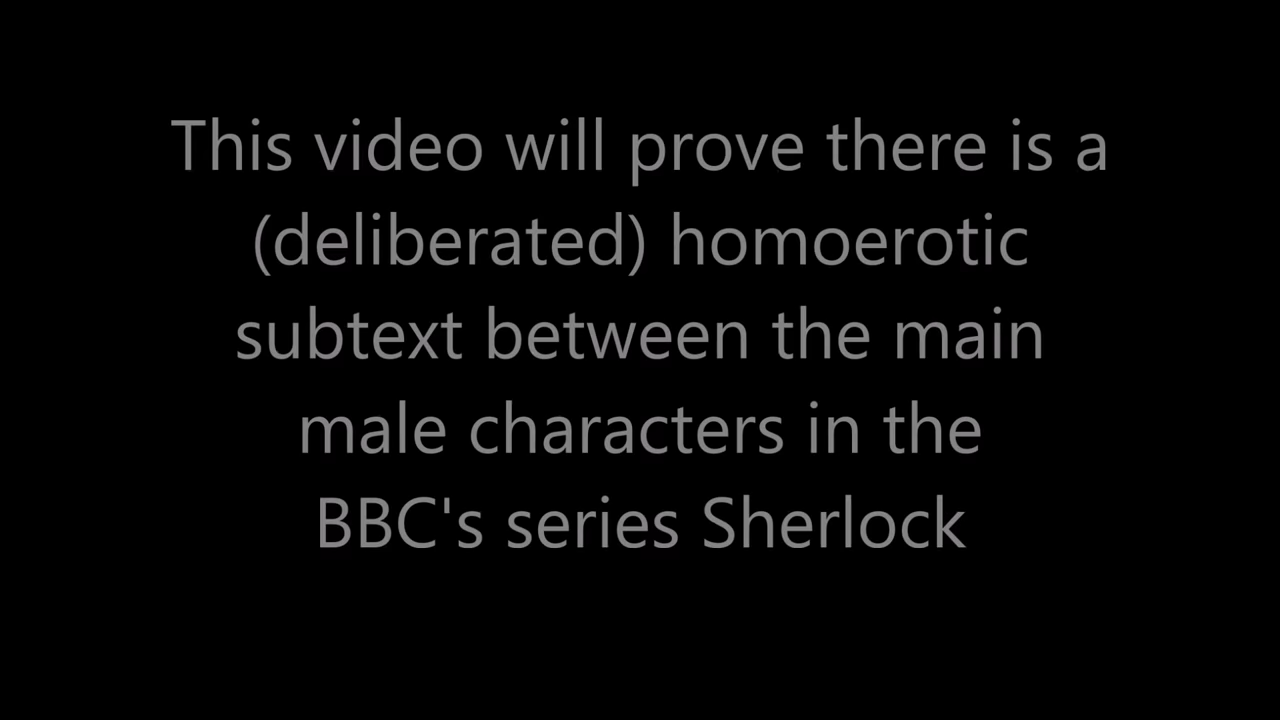 This video will prove there is a
(deliberated) homoerotic
subtext between the main
male characters in the
BBC's series Sherlock